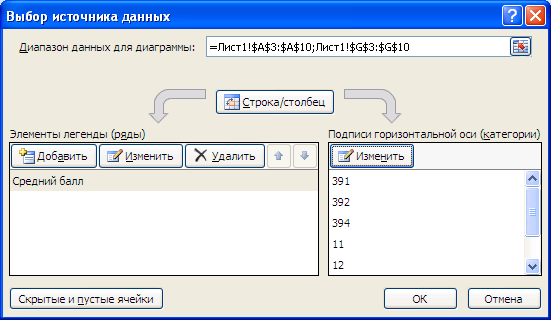 Выбор источника данных
Диапазон данных для диаграммы: =Лист1!$A$3:$A$10;Лист1!$G$3:$G$10
Строка/столбец
Элементы легенды (ряды)
Добавить Изменить Удалить
Средний балл
Подписи горизонтальной оси (категории)
Изменить
391
392
394
11
12
Скрытые и пустые ячейки
ОК Отмена